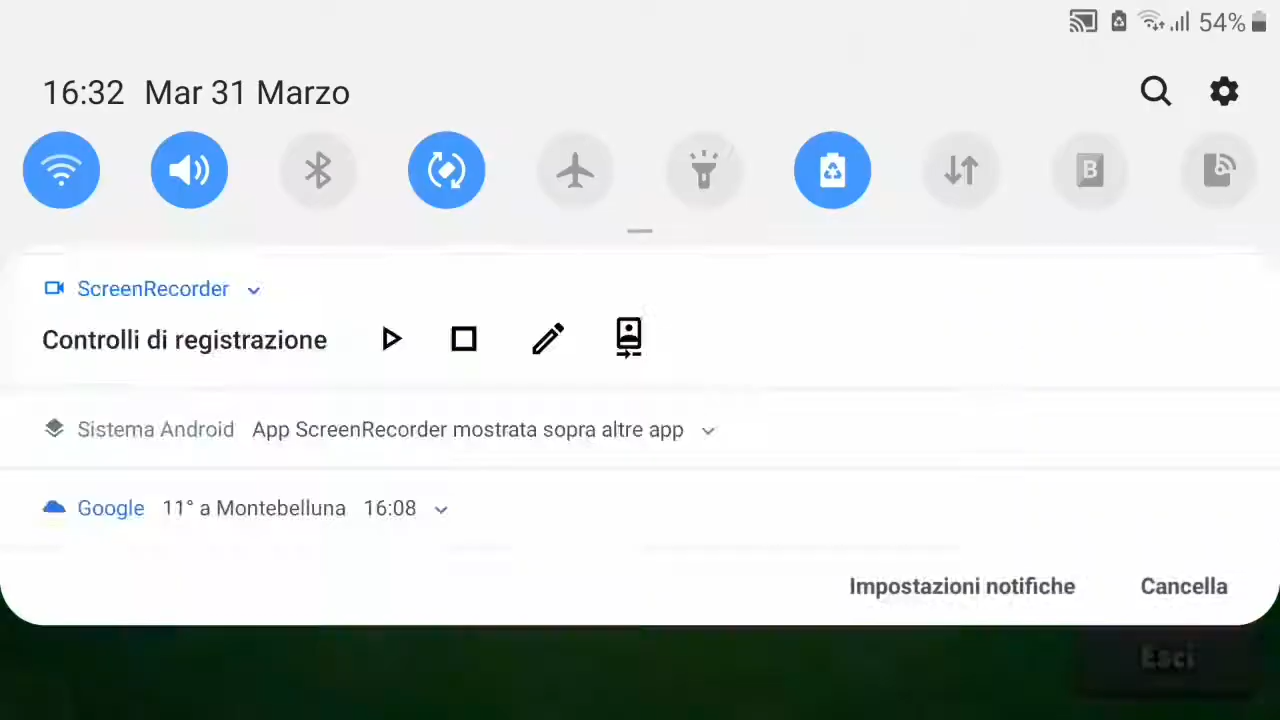 54%
16:32 Mar 31 Marzo
B
ScreenRecorder
Controlli di registrazione
Sistema Android App ScreenRecorder mostrata sopra altre app
Google 11° a Montebelluna 16:08
Impostazioni notifiche Cancella
Esci